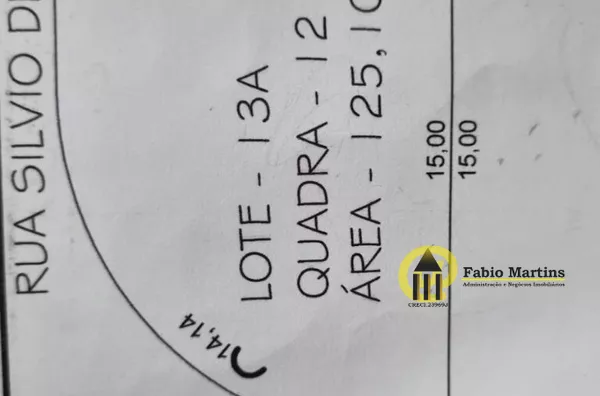 RUA SILVIO
LOTE - 13A
QUADRA - 12
ÁREA - 125,10
15,00
15,00
14,14
Fabio Martins
Administração e Negócios Imobiliários